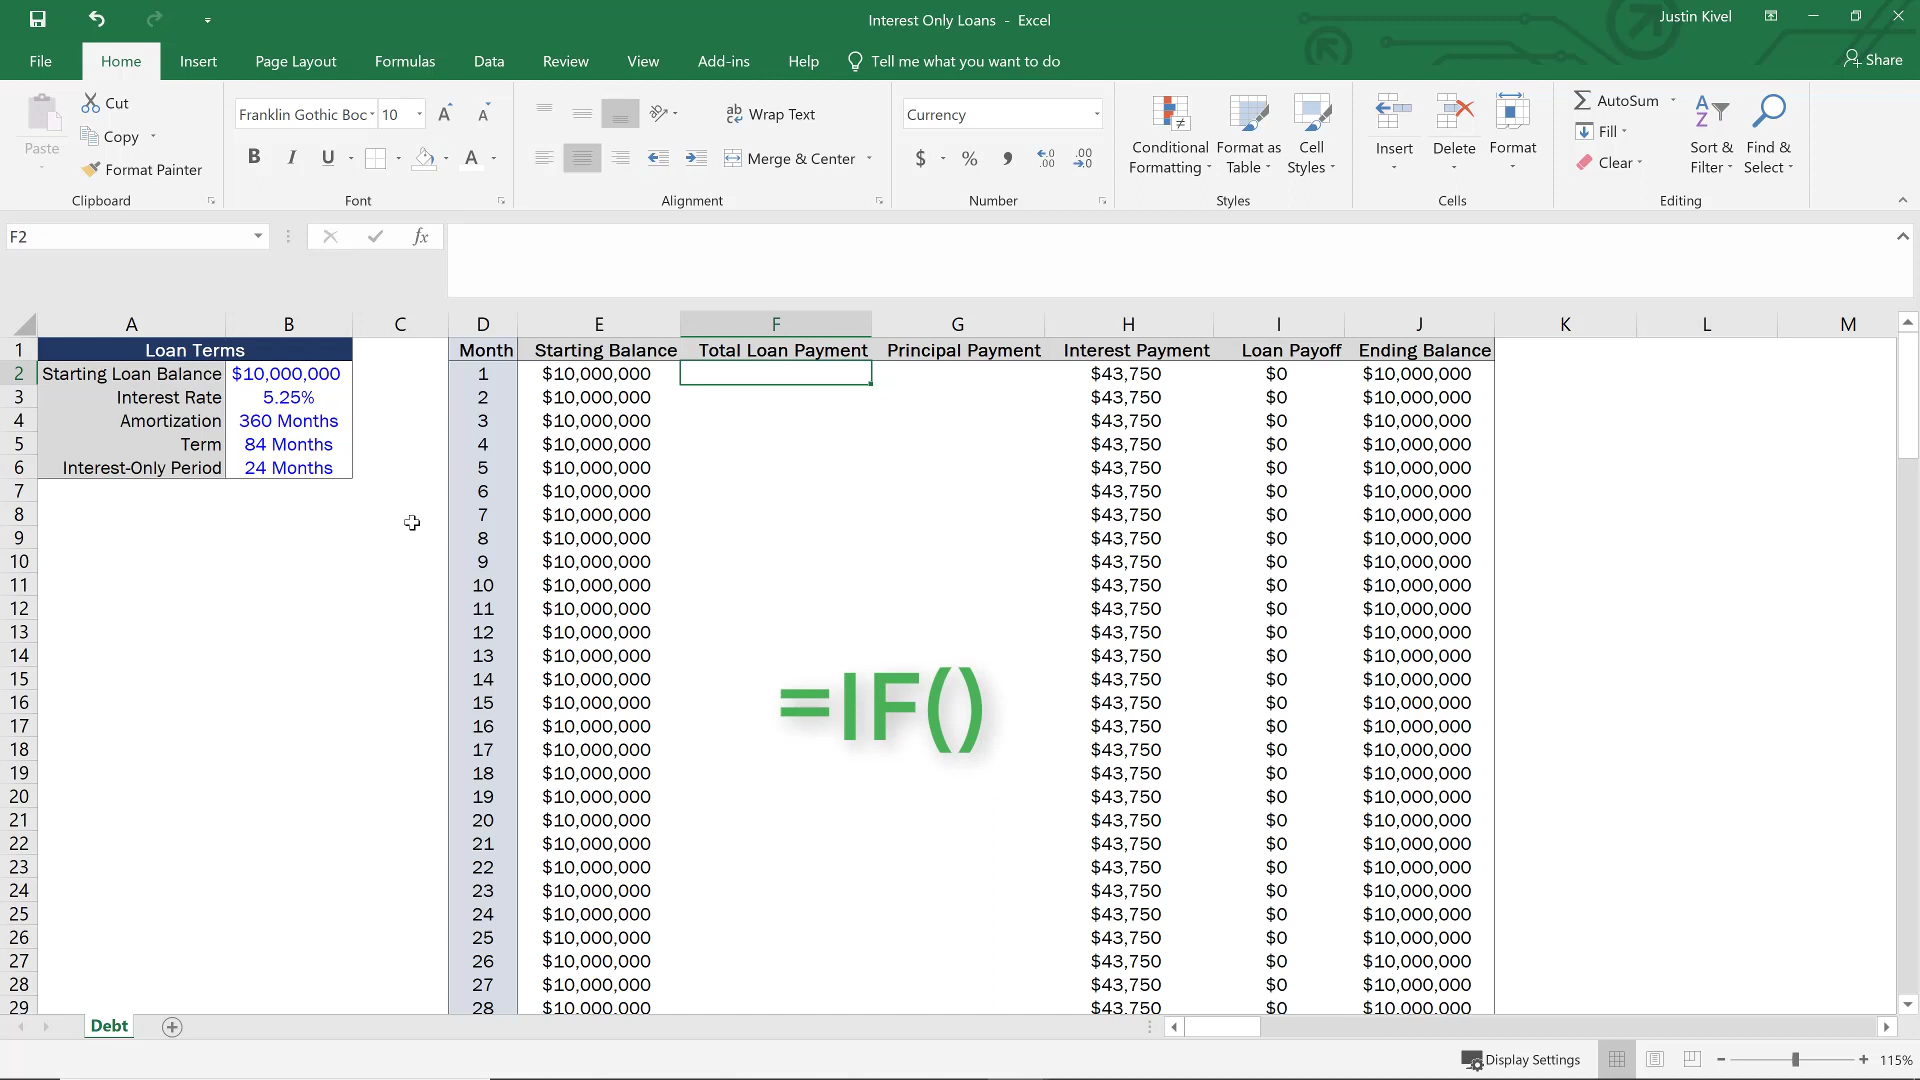 Interest Only Loans - Excel
Justin Kivel
File Home Insert Page Layout Formulas Data Review View Add-ins Help Tell me what you want to do Share
Paste
Cut
Copy
Format Painter
Clipboard
Franklin Gothic Boc 10
B I U A
Font
ab Wrap Text
Merge & Center
Alignment
Currency
$ % , .00 .00
Number
Conditional Formatting
Format as Table
Cell Styles
Styles
Insert
Delete
Format
Cells
AutoSum
Fill
Clear
Sort & Filter
Find & Select
Editing
F2 fx
A B C D E F G H I J K L M
1 Loan Terms Month Starting Balance Total Loan Payment Principal Payment Interest Payment Loan Payoff Ending Balance
2 Starting Loan Balance $10,000,000 1 $10,000,000 $43,750 $0 $10,000,000
3 Interest Rate 5.25% 2 $10,000,000 $43,750 $0 $10,000,000
4 Amortization 360 Months 3 $10,000,000 $43,750 $0 $10,000,000
5 Term 84 Months 4 $10,000,000 $43,750 $0 $10,000,000
6 Interest-Only Period 24 Months 5 $10,000,000 $43,750 $0 $10,000,000
7 6 $10,000,000 $43,750 $0 $10,000,000
8 7 $10,000,000 $43,750 $0 $10,000,000
9 8 $10,000,000 $43,750 $0 $10,000,000
10 9 $10,000,000 $43,750 $0 $10,000,000
11 10 $10,000,000 $43,750 $0 $10,000,000
12 11 $10,000,000 $43,750 $0 $10,000,000
13 12 $10,000,000 $43,750 $0 $10,000,000
14 13 $10,000,000 $43,750 $0 $10,000,000
15 14 $10,000,000 $43,750 $0 $10,000,000
16 15 $10,000,000 $43,750 $0 $10,000,000
=IF()
17 16 $10,000,000 $43,750 $0 $10,000,000
18 17 $10,000,000 $43,750 $0 $10,000,000
19 18 $10,000,000 $43,750 $0 $10,000,000
20 19 $10,000,000 $43,750 $0 $10,000,000
21 20 $10,000,000 $43,750 $0 $10,000,000
22 21 $10,000,000 $43,750 $0 $10,000,000
23 22 $10,000,000 $43,750 $0 $10,000,000
24 23 $10,000,000 $43,750 $0 $10,000,000
25 24 $10,000,000 $43,750 $0 $10,000,000
26 25 $10,000,000 $43,750 $0 $10,000,000
27 26 $10,000,000 $43,750 $0 $10,000,000
28 27 $10,000,000 $43,750 $0 $10,000,000
29 28 $10,000,000 $43,750 $0 $10,000,000
Debt
Display Settings 115%